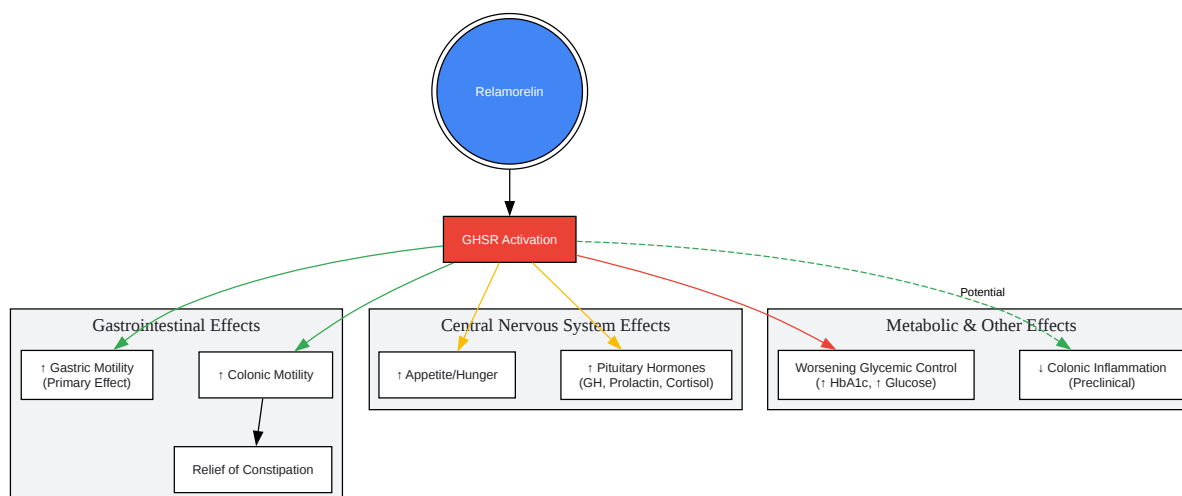 Relamorelin
GHSR Activation
Potential
Gastrointestinal Effects
Central Nervous System Effects
Metabolic & Other Effects
↑ Gastric Motility
(Primary Effect)
↑ Colonic Motility
↑ Appetite/Hunger
↑ Pituitary Hormones
(GH, Prolactin, Cortisol)
Worsening Glycemic Control
(↑ HbA1c, ↑ Glucose)
↓ Colonic Inflammation
(Preclinical)
Relief of Constipation